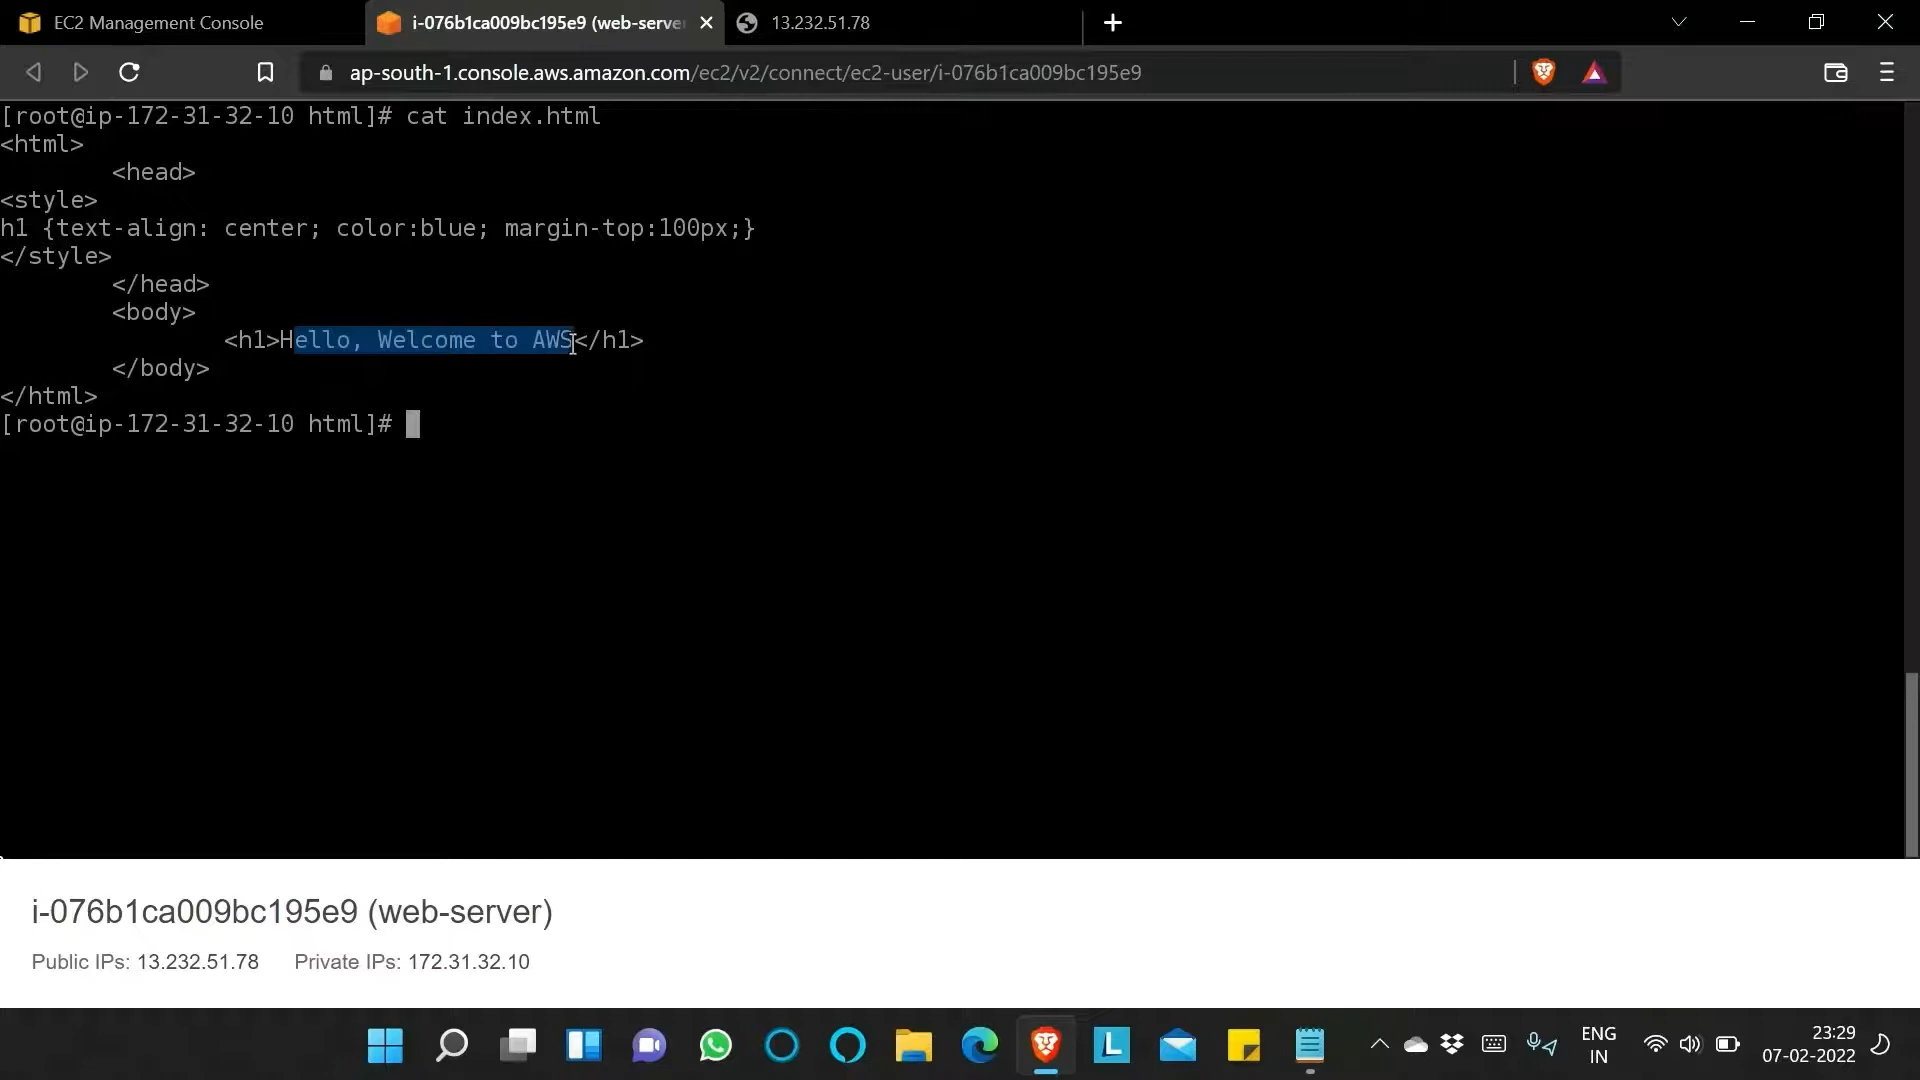 EC2 Management Console
i-076b1ca009bc195e9 (web-serve
13.232.51.78
ap-south-1.console.aws.amazon.com/ec2/v2/connect/ec2-user/i-076b1ca009bc195e9
[root@ip-172-31-32-10 html]# cat index.html
<html>
<head>
<style>
h1 {text-align: center; color:blue; margin-top:100px;}
</style>
</head>
<body>
<h1>Hello, Welcome to AWS</h1>
</body>
</html>
[root@ip-172-31-32-10 html]#
i-076b1ca009bc195e9 (web-server)
Public IPs: 13.232.51.78 Private IPs: 172.31.32.10
L
ENG
IN
23:29
07-02-2022